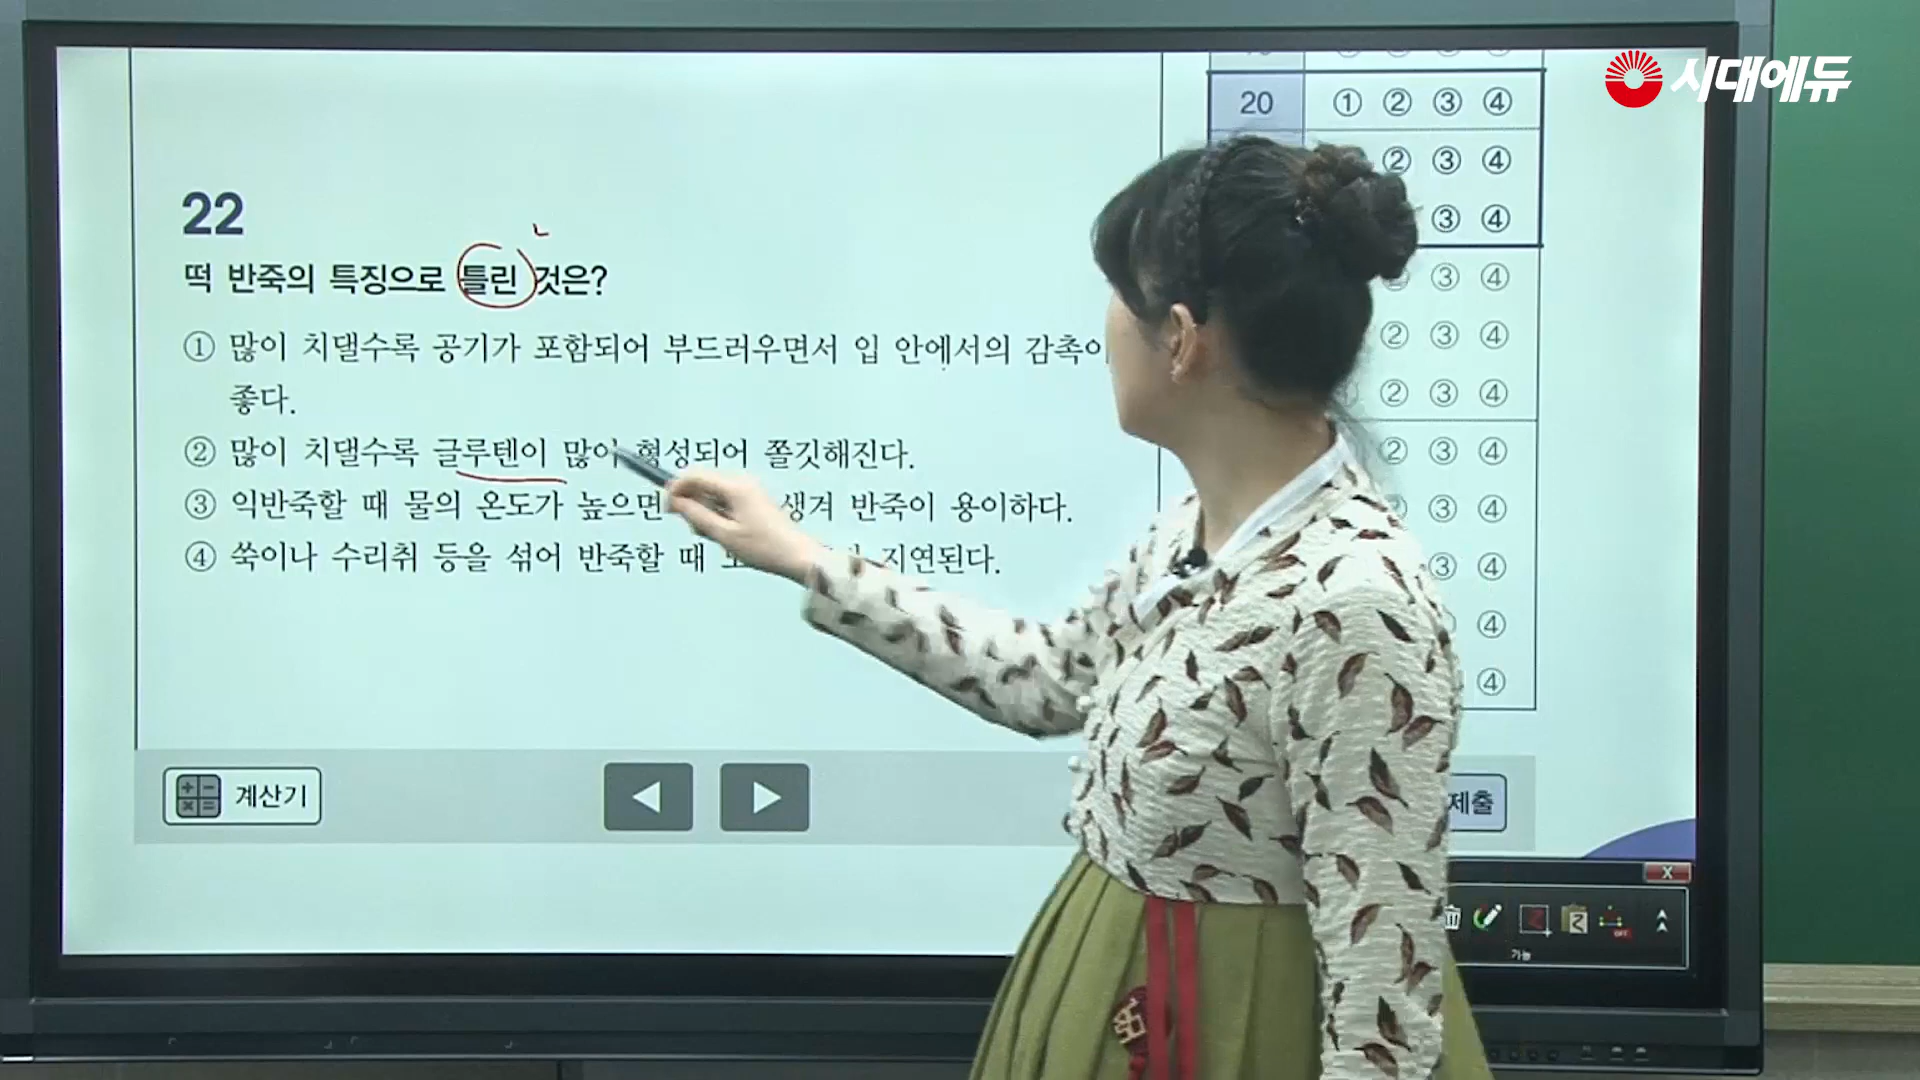 시대에듀
20 ① ② ③ ④
② ③ ④
③ ④
22
떡 반죽의 특징으로 틀린 것은?
① 많이 치댈수록 공기가 포함되어 부드러우면서 입 안에서의 감촉이
좋다.
② 많이 치댈수록 글루텐이 많이 형성되어 쫄깃해진다.
③ 익반죽할 때 물의 온도가 높으면 생겨 반죽이 용이하다.
④ 쑥이나 수리취 등을 섞어 반죽할 때 지연된다.
③ ④
② ③ ④
② ③ ④
② ③ ④
③ ④
③ ④
④
④
계산기
제출
X
OFF
가능